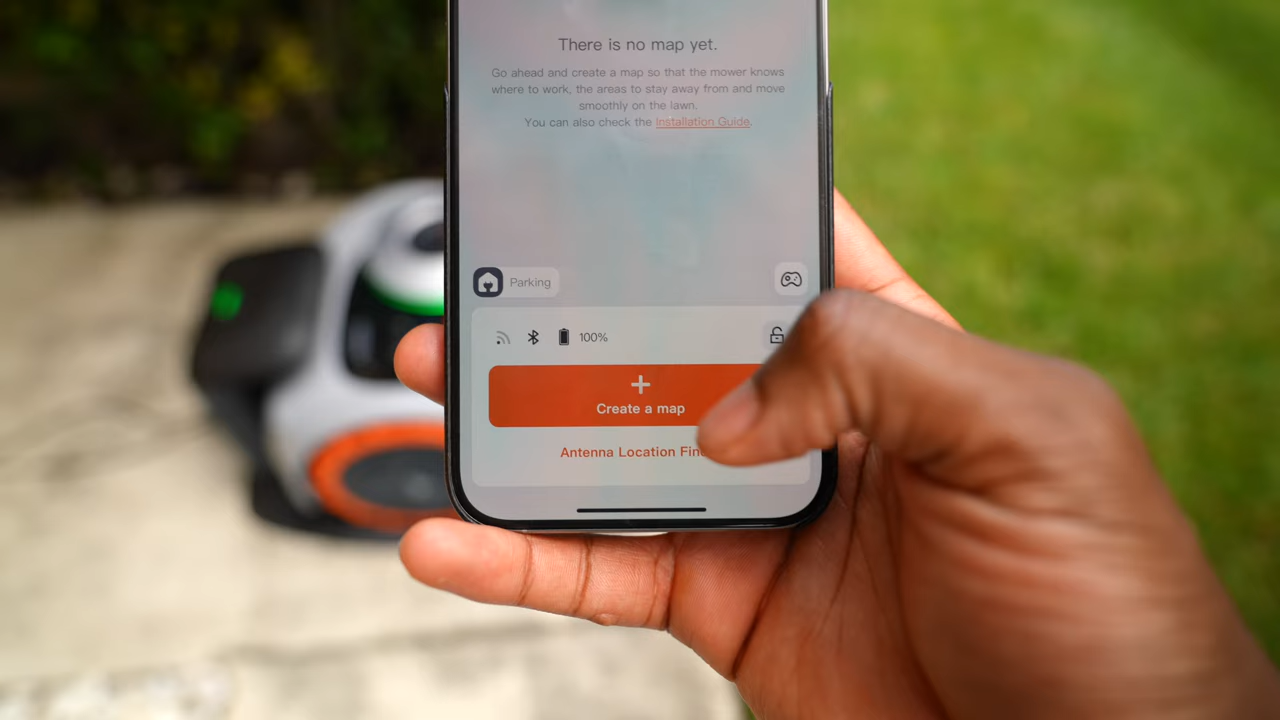 There is no map yet.
Go ahead and create a map so that the mower knows
where to work, the areas to stay away from and move
smoothly on the lawn.
You can also check the Installation Guide.
Parking
100%
Create a map
Antenna Location